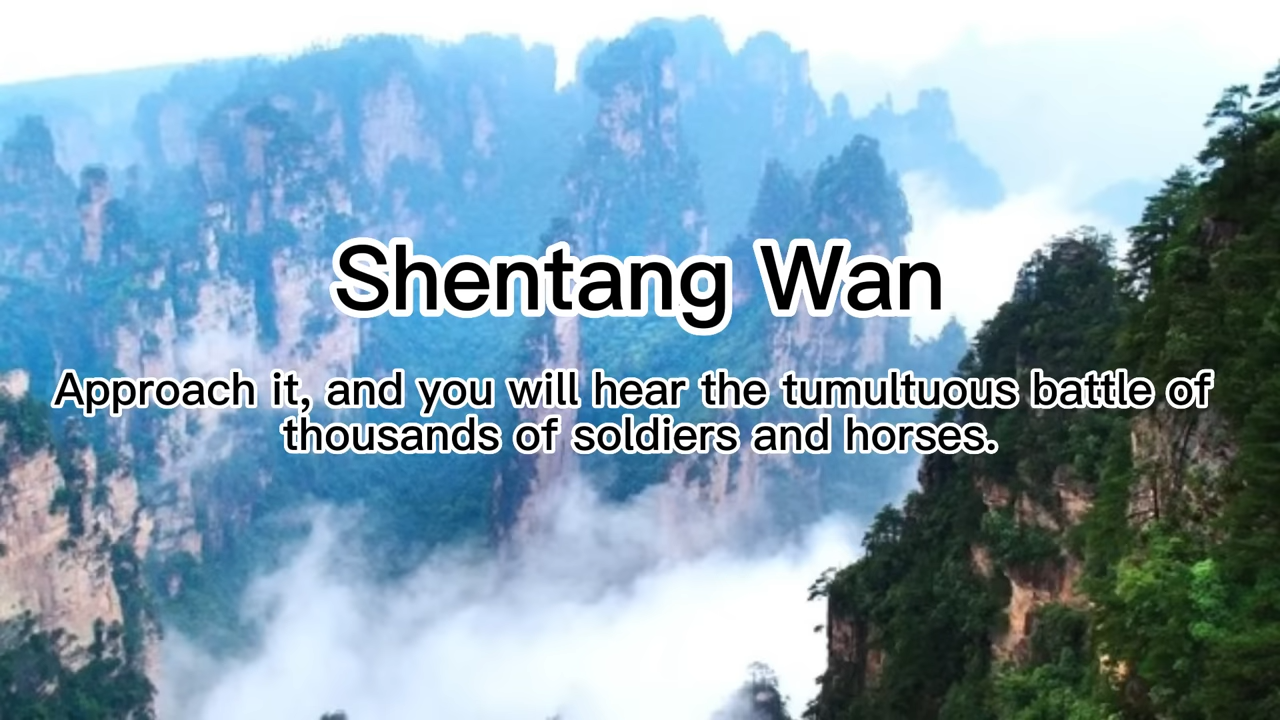 Shentang Wan
Approach it, and you will hear the tumultuous battle of
thousands of soldiers and horses.